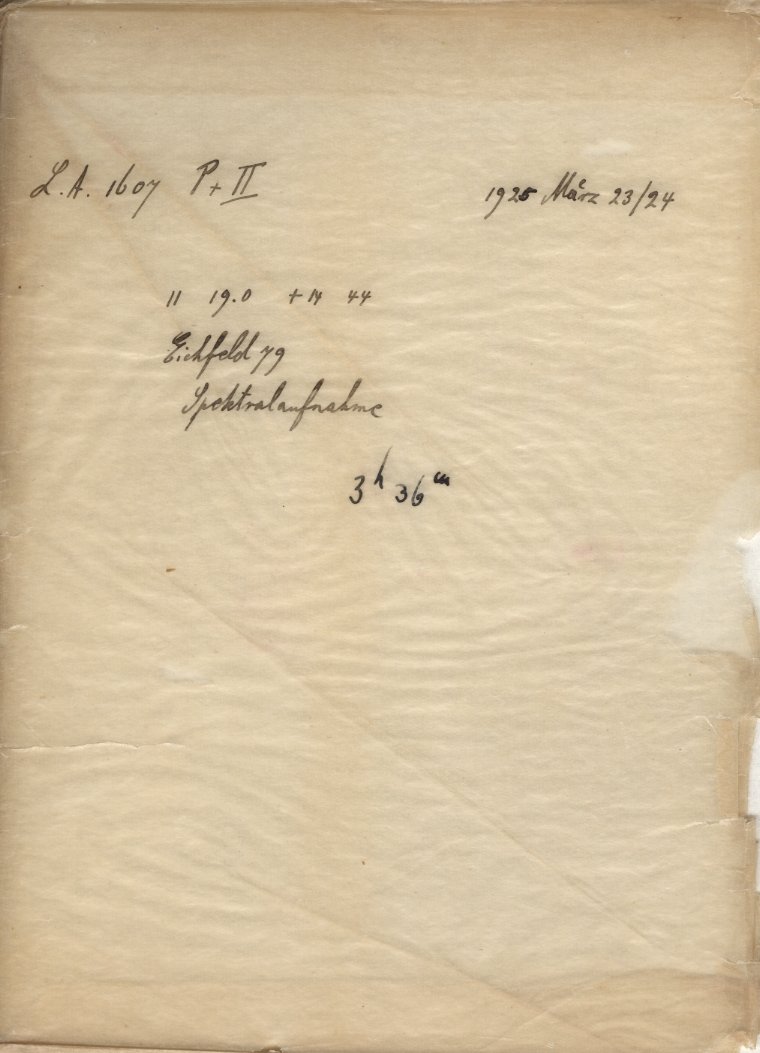 L.A. 1607 P + II 1925 März 23/24
11 19.0 +14 44
Eichfeld 79
Spektralaufnahme
3h 36m